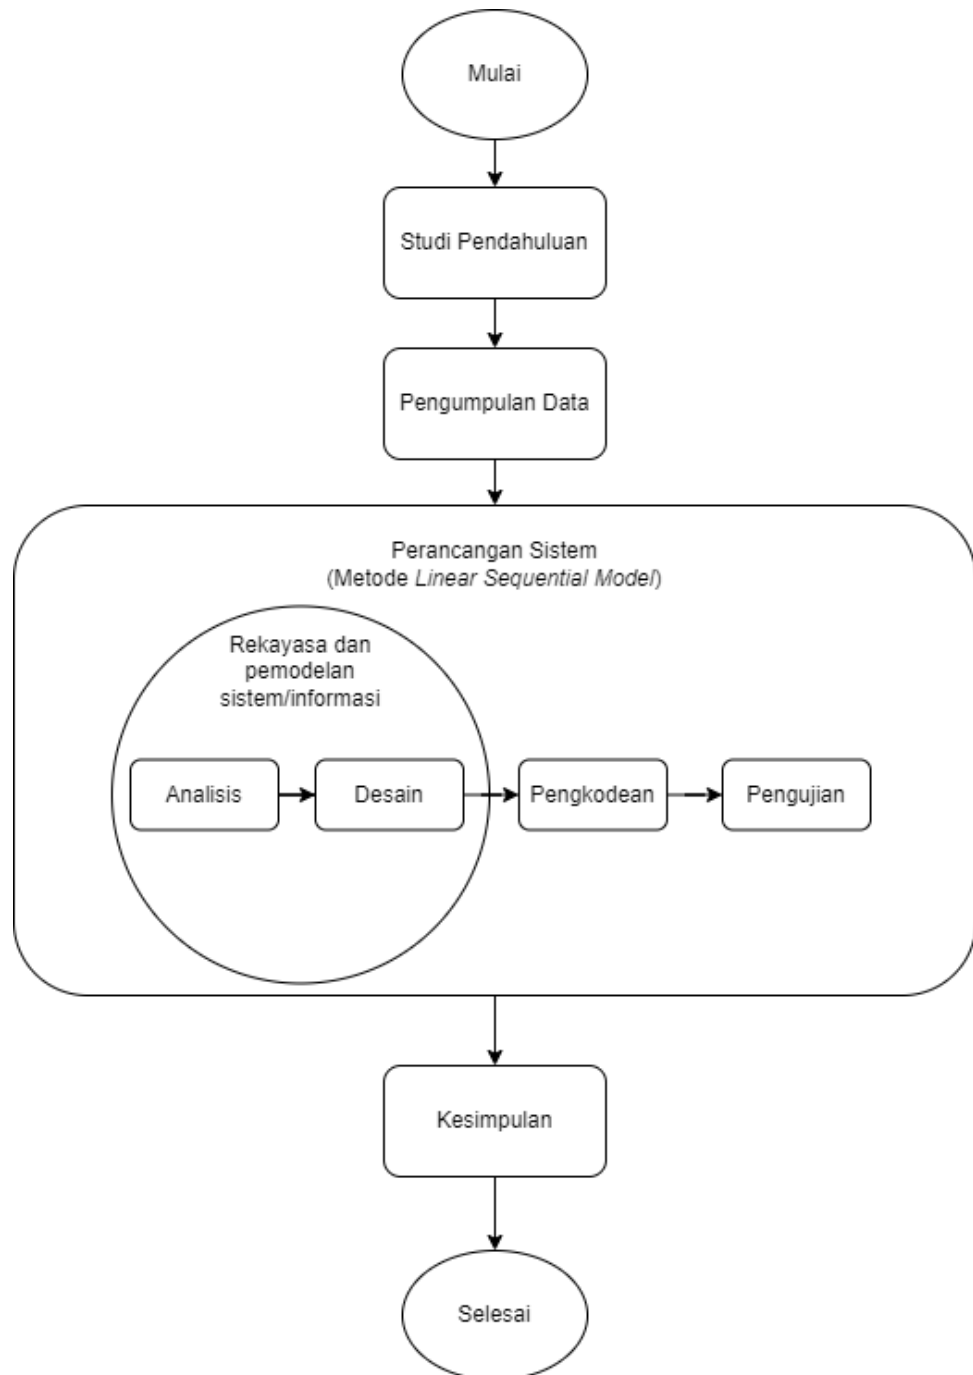 Mulai
Studi Pendahuluan
Pengumpulan Data
Perancangan Sistem
(Metode Linear Sequential Model)
Rekayasa dan
pemodelan
sistem/informasi
Analisis
Desain
Pengkodean
Pengujian
Kesimpulan
Selesai